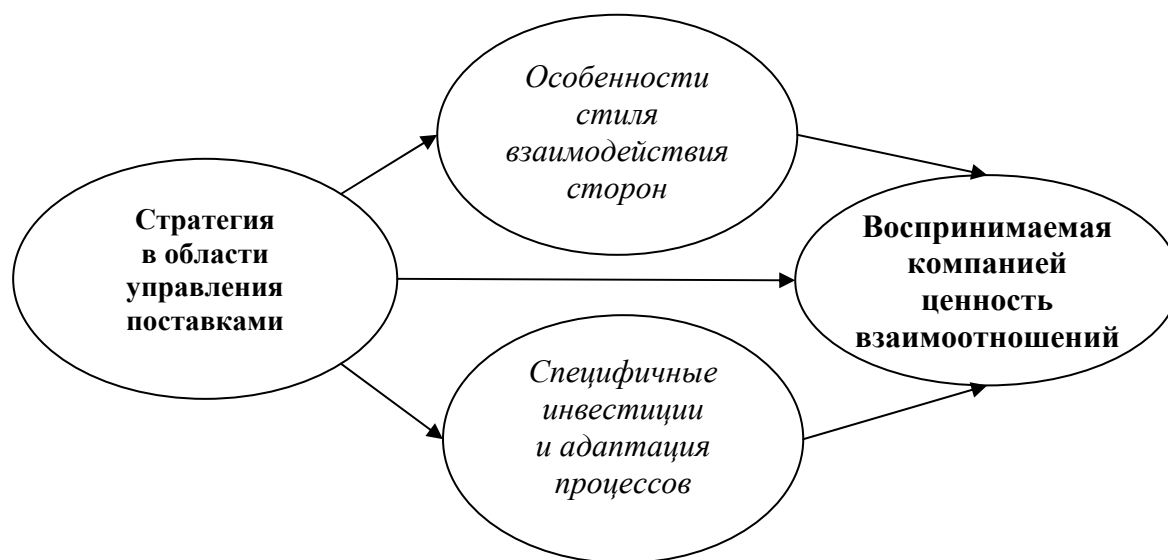 Особенности
стиля
взаимодействия
сторон
Стратегия
в области
управления
поставками
Воспринимаемая
компанией
ценность
взаимоотношений
Специфичные
инвестиции
и адаптация
процессов